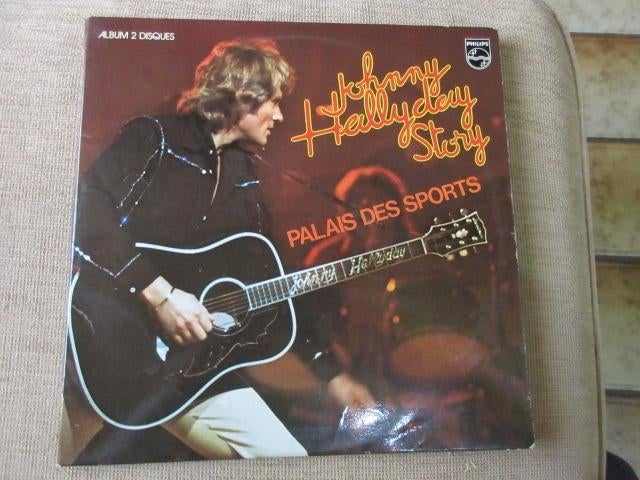 ALBUM 2 DISQUES
PHILIPS
Johnny
Hallyday
Story
PALAIS DES SPORTS
Johnny Hallyday